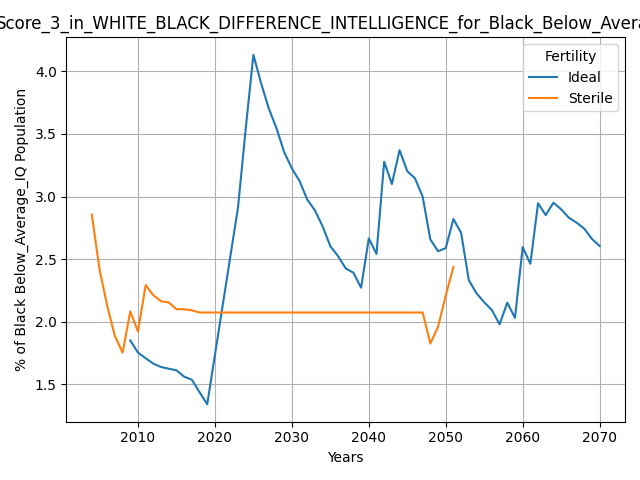 Score_3_in_WHITE_BLACK_DIFFERENCE_INTELLIGENCE_for_Black_Below_Avera
Fertility
Ideal
Sterile
% of Black Below_Average_IQ Population
4.0
3.5
3.0
2.5
2.0
1.5
2010 2020 2030 2040 2050 2060 2070
Years